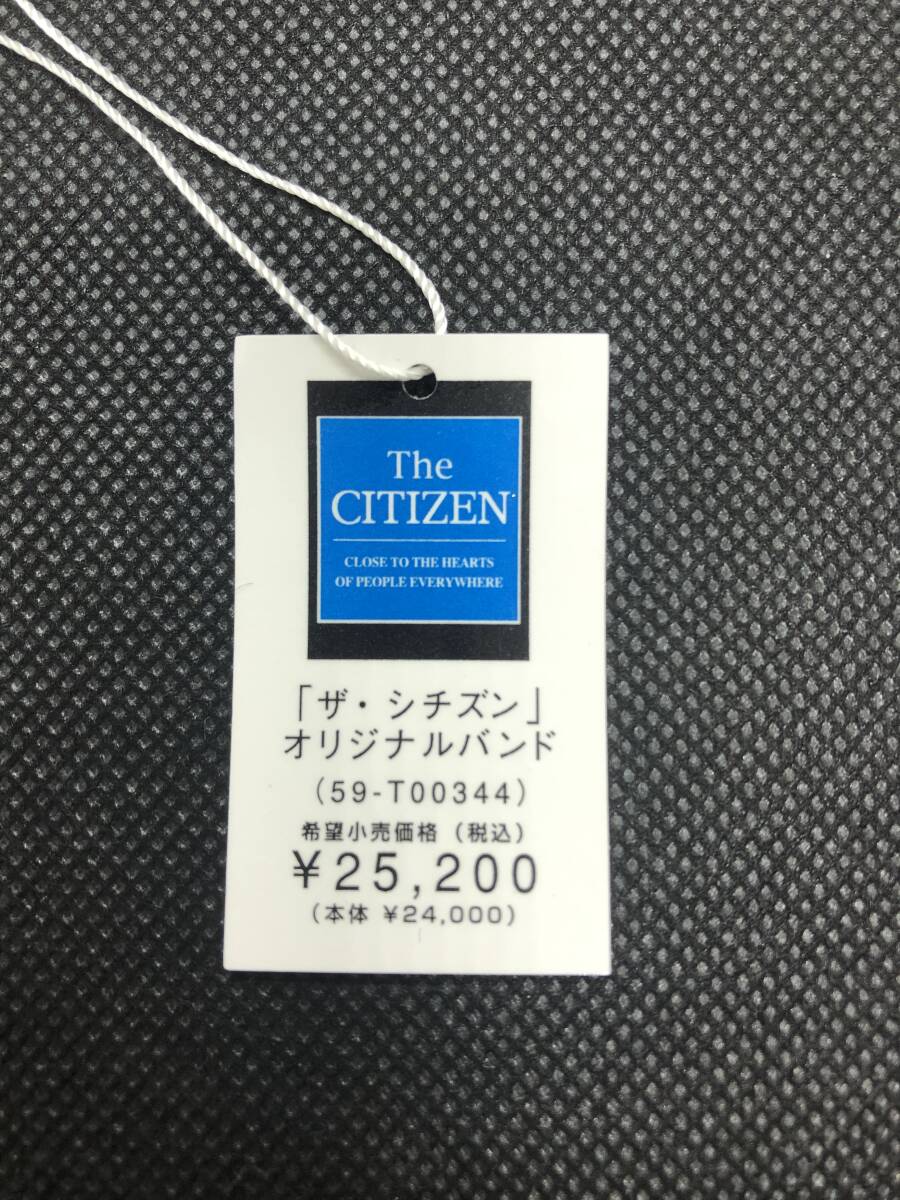 The
CITIZEN
CLOSE TO THE HEARTS
OF PEOPLE EVERYWHERE
「ザ・シチズン」
オリジナルバンド
(59-T00344)
希望小売価格(税込)
¥25,200
(本体 ¥24,000)